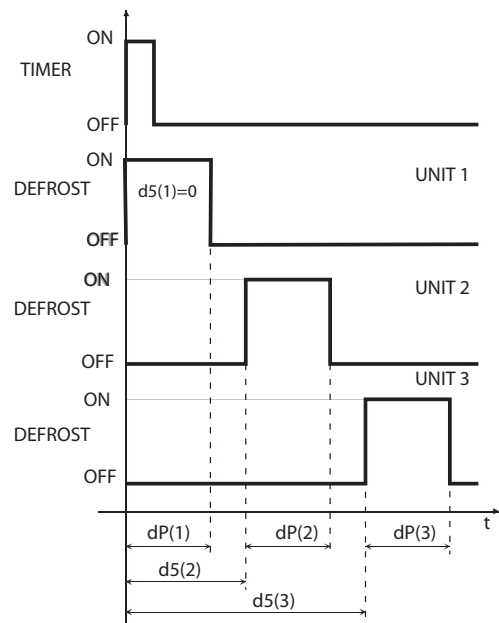 ON
TIMER
OFF
ON
UNIT 1
DEFROST
d5(1)=0
OFF
ON
UNIT 2
DEFROST
OFF
UNIT 3
ON
DEFROST
OFF
t
dP(1)
dP(2)
dP(3)
d5(2)
d5(3)